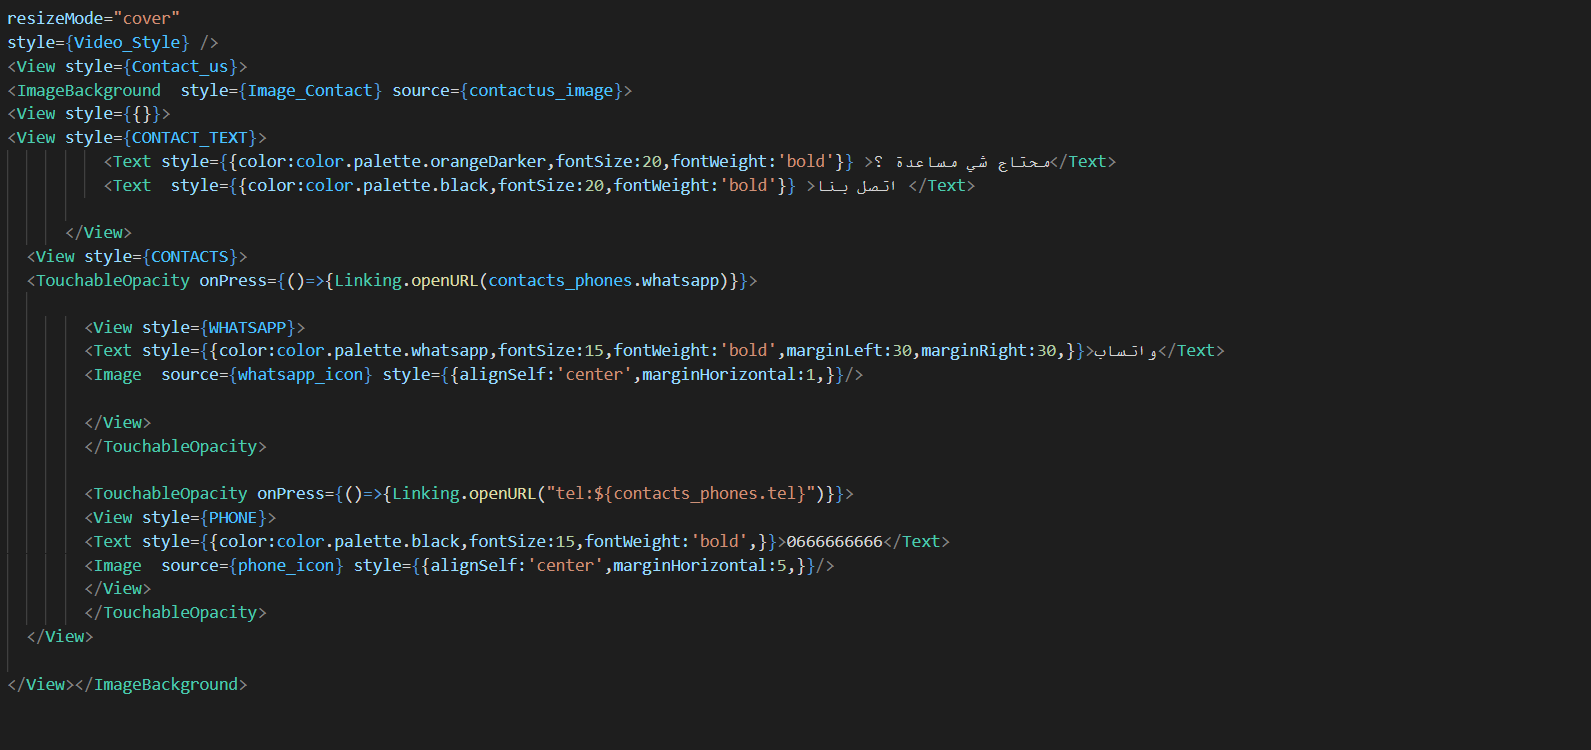 resizeMode="cover"
style={Video_Style} />
<View style={Contact_us}>
<ImageBackground  style={Image_Contact} source={contactus_image}>
<View style={{}}>
<View style={CONTACT_TEXT}>
<Text style={{color:color.palette.orangeDarker,fontSize:20,fontWeight:'bold'}} >محتاج شي مساعدة ؟</Text>
<Text  style={{color:color.palette.black,fontSize:20,fontWeight:'bold'}} >اتصل بنا </Text>
</View>
<View style={CONTACTS}>
<TouchableOpacity onPress={()=>{Linking.openURL(contacts_phones.whatsapp)}}>
<View style={WHATSAPP}>
<Text style={{color:color.palette.whatsapp,fontSize:15,fontWeight:'bold',marginLeft:30,marginRight:30,}}>واتساب</Text>
<Image  source={whatsapp_icon} style={{alignSelf:'center',marginHorizontal:1,}}/>
</View>
</TouchableOpacity>
<TouchableOpacity onPress={()=>{Linking.openURL("tel:${contacts_phones.tel}")}}>
<View style={PHONE}>
<Text style={{color:color.palette.black,fontSize:15,fontWeight:'bold',}}>0666666666</Text>
<Image  source={phone_icon} style={{alignSelf:'center',marginHorizontal:5,}}/>
</View>
</TouchableOpacity>
</View>
</View></ImageBackground>